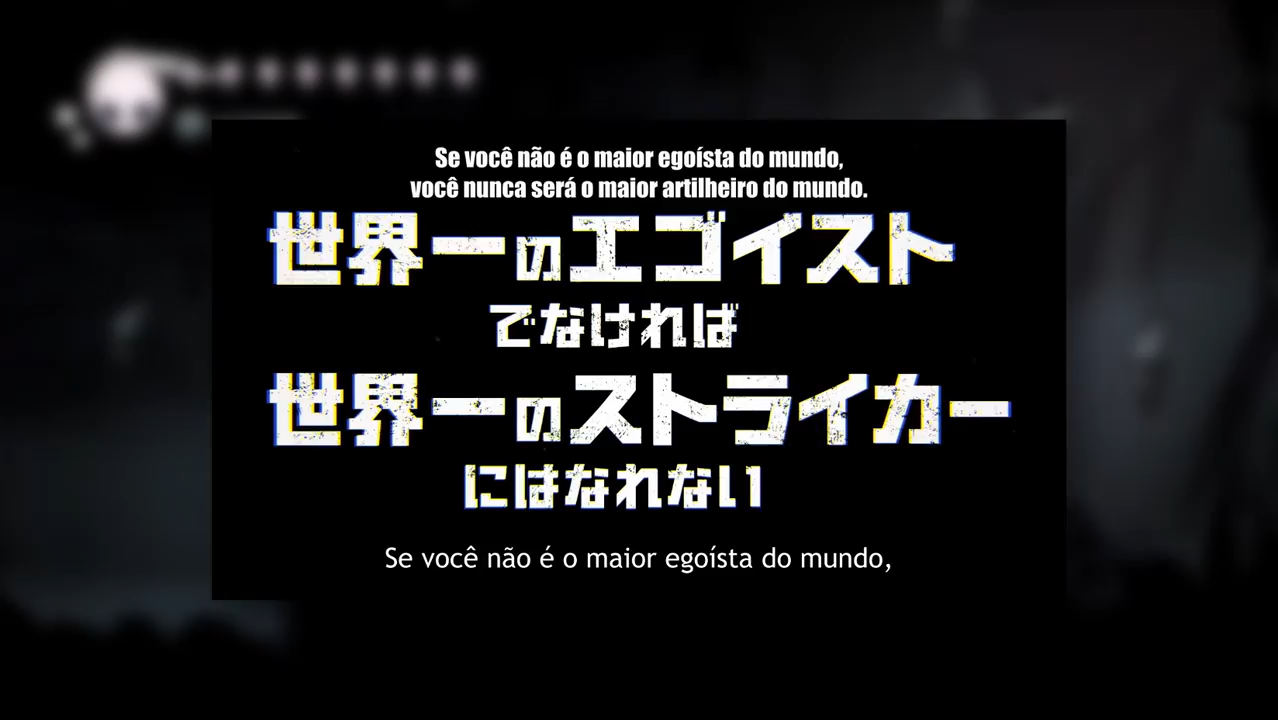 Se você não é o maior egoísta do mundo,
você nunca será o maior artilheiro do mundo.
世界一のエゴイスト
でなければ
世界一のストライカー
にはなれない
Se você não é o maior egoísta do mundo,